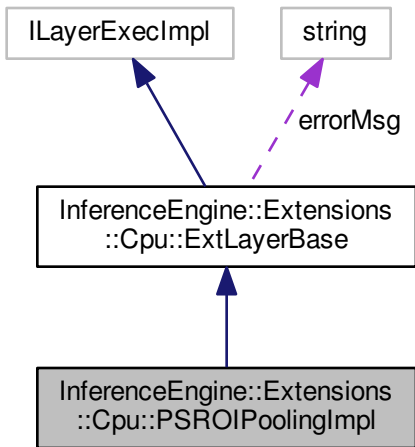 ILayerExecImpl
string
errorMsg
InferenceEngine::Extensions
::Cpu::ExtLayerBase
InferenceEngine::Extensions
::Cpu::PSROIPoolingImpl